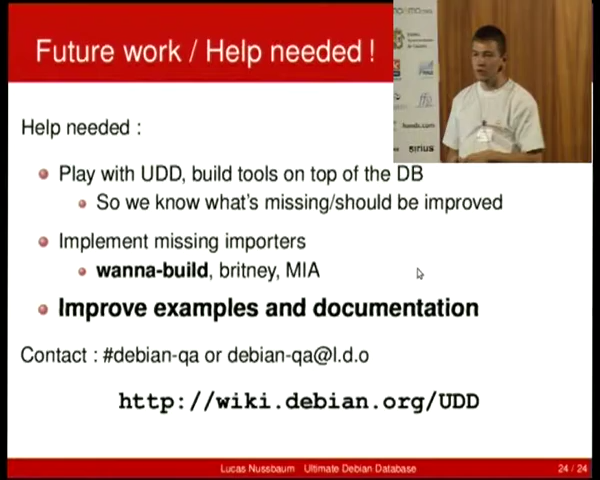 Future work / Help needed !
Help needed :
Play with UDD, build tools on top of the DB
So we know what's missing/should be improved
Implement missing importers
wanna-build, britney, MIA
Improve examples and documentation
Contact : #debian-qa or debian-qa@l.d.o
http://wiki.debian.org/UDD
Lucas Nussbaum Ultimate Debian Database
24 / 24
sirius